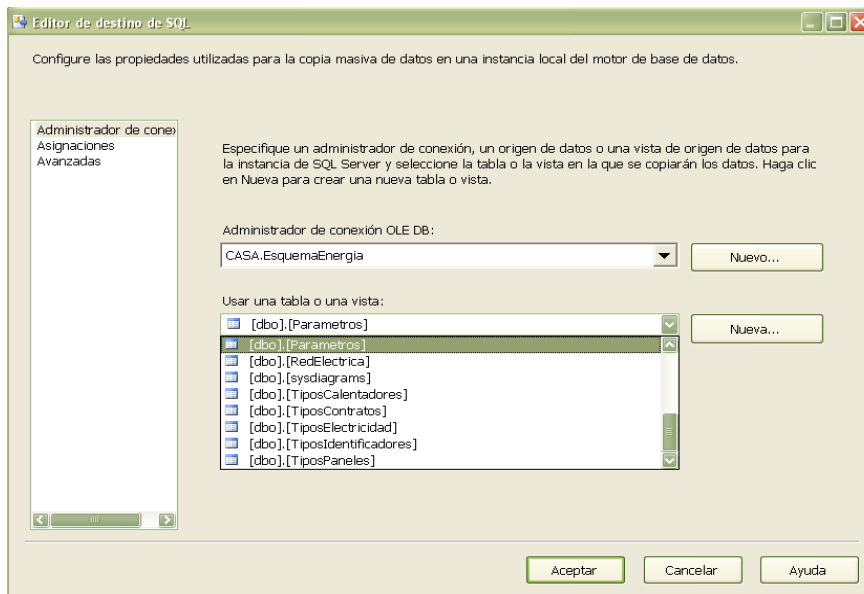 Editor de destino de SQL
Configure las propiedades utilizadas para la copia masiva de datos en una instancia local del motor de base de datos.
Administrador de conex
Asignaciones
Avanzadas
Especifique un administrador de conexión, un origen de datos o una vista de origen de datos para
la instancia de SQL Server y seleccione la tabla o la vista en la que se copiarán los datos. Haga clic
en Nueva para crear una nueva tabla o vista.
Administrador de conexión OLE DB:
CASA.EsquemaEnergia
Nuevo...
Usar una tabla o una vista:
[dbo].[Parametros]
Nueva...
[dbo].[Parametros]
[dbo].[RedElectrica]
[dbo].[sysdiagrams]
[dbo].[TiposCalentadores]
[dbo].[TiposContratos]
[dbo].[TiposElectricidad]
[dbo].[TiposIdentificadores]
[dbo].[TiposPaneles]
Aceptar
Cancelar
Ayuda